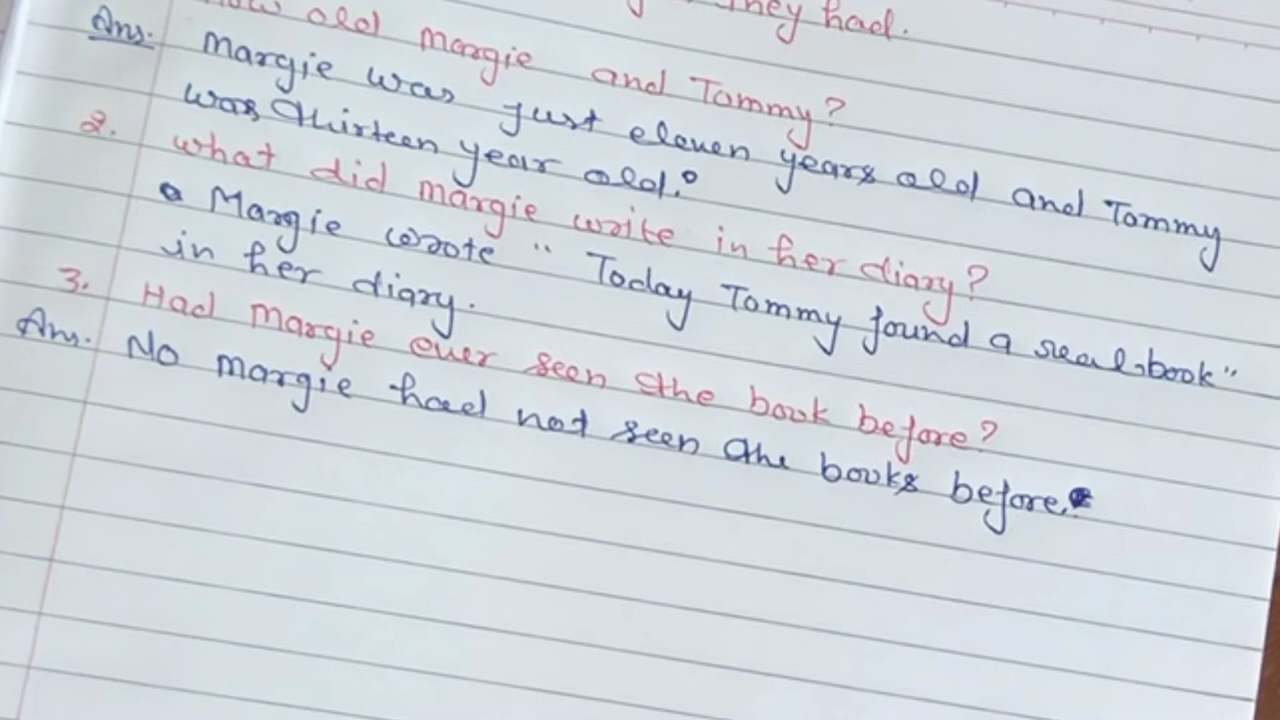 they had.
How old margie and Tommy?
Ans. Margie was just eleven years old and Tommy
was thirteen year old.
2. what did margie write in her diary?
Margie wrote " Today Tommy found a real book"
in her diary.
3. Had margie ever seen the book before?
Ans. No margie had not seen the books before.